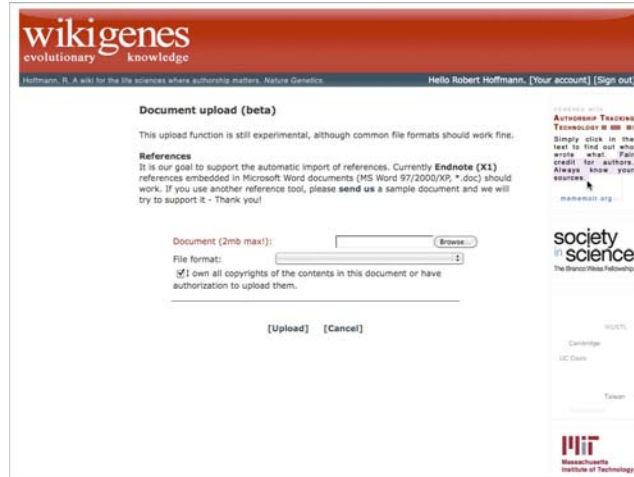 wikigenes
evolutionary knowledge
Hoffmann, R. A wiki for the life sciences where authorship matters. Nature Genetics.
Hello Robert Hoffmann. [Your account] [Sign out]
Document upload (beta)
This upload function is still experimental, although common file formats should work fine.
References
It is our goal to support the automatic import of references. Currently Endnote (X1)
references embedded in Microsoft Word documents (MS Word 97/2000/XP, *.doc) should
work. If you use another reference tool, please send us a sample document and we will
try to support it - Thank you!
Document (2mb max!):
Browse...
File format:
I own all copyrights of the contents in this document or have
authorization to upload them.
[Upload] [Cancel]
POWERED WITH
AUTHORSHIP TRACKING
TECHNOLOGY
Simply click in the
text to find out who
wrote what. Fair
credit for authors.
Always know your
sources.
mememoir.org
society
in science
The Branco Weiss Fellowship
WUSTL
Cambridge
UC Davis
Taiwan
MIT
Massachusetts
Institute of Technology